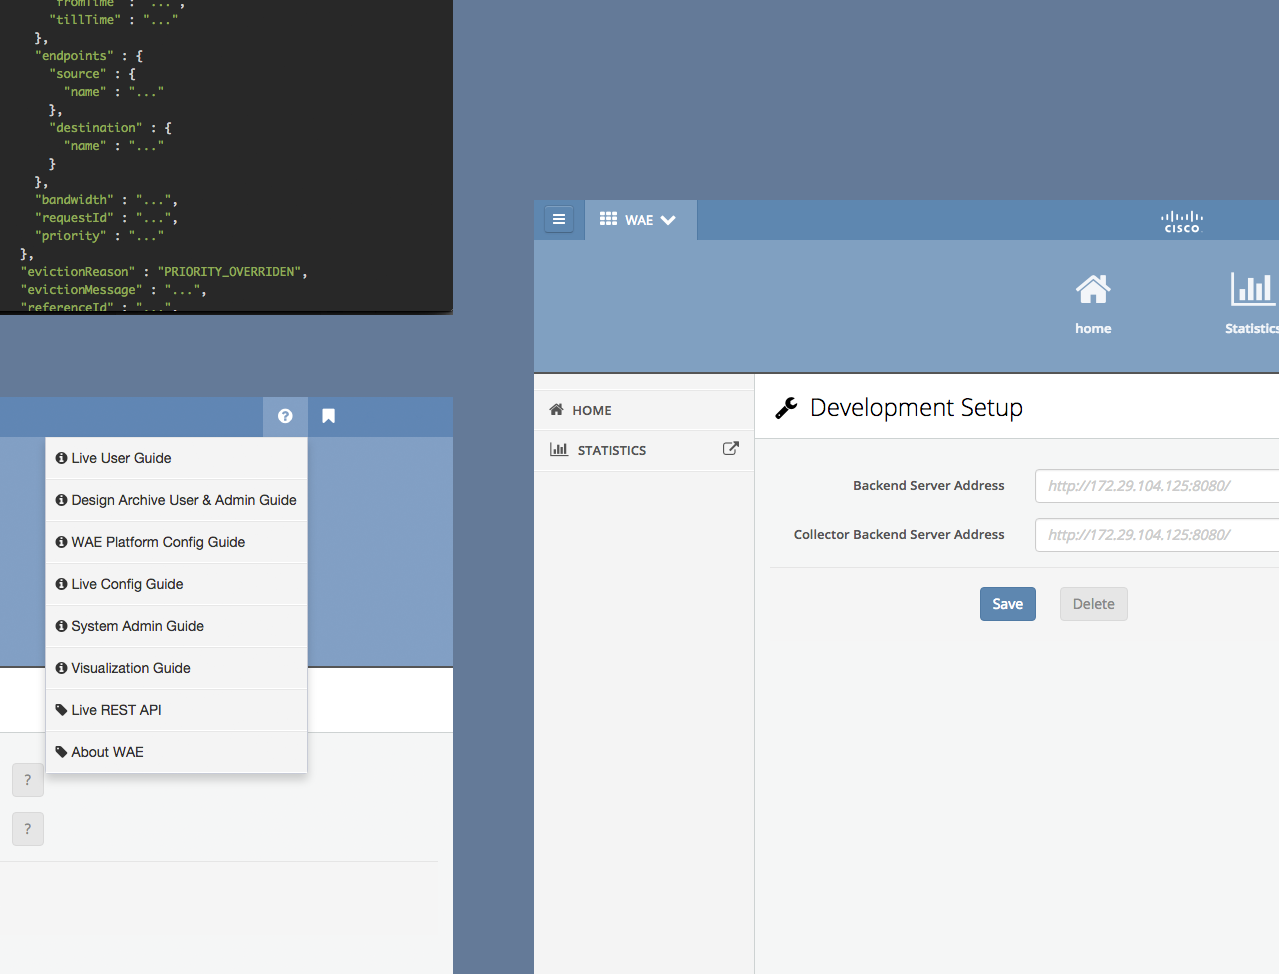 "fromTime" : "...",
"tillTime" : "..."
},
"endpoints" : {
"source" : {
"name" : "..."
},
"destination" : {
"name" : "..."
}
},
"bandwidth" : "...",
"requestId" : "...",
"priority" : "..."
},
"evictionReason" : "PRIORITY_OVERRIDEN",
"evictionMessage" : "...",
"referenceId" : "...",
Live User Guide
Design Archive User & Admin Guide
WAE Platform Config Guide
Live Config Guide
System Admin Guide
Visualization Guide
Live REST API
About WAE
?
?
WAE
CISCO
home
Statistics
HOME
STATISTICS
Development Setup
Backend Server Address
http://172.29.104.125:8080/
Collector Backend Server Address
http://172.29.104.125:8080/
Save
Delete